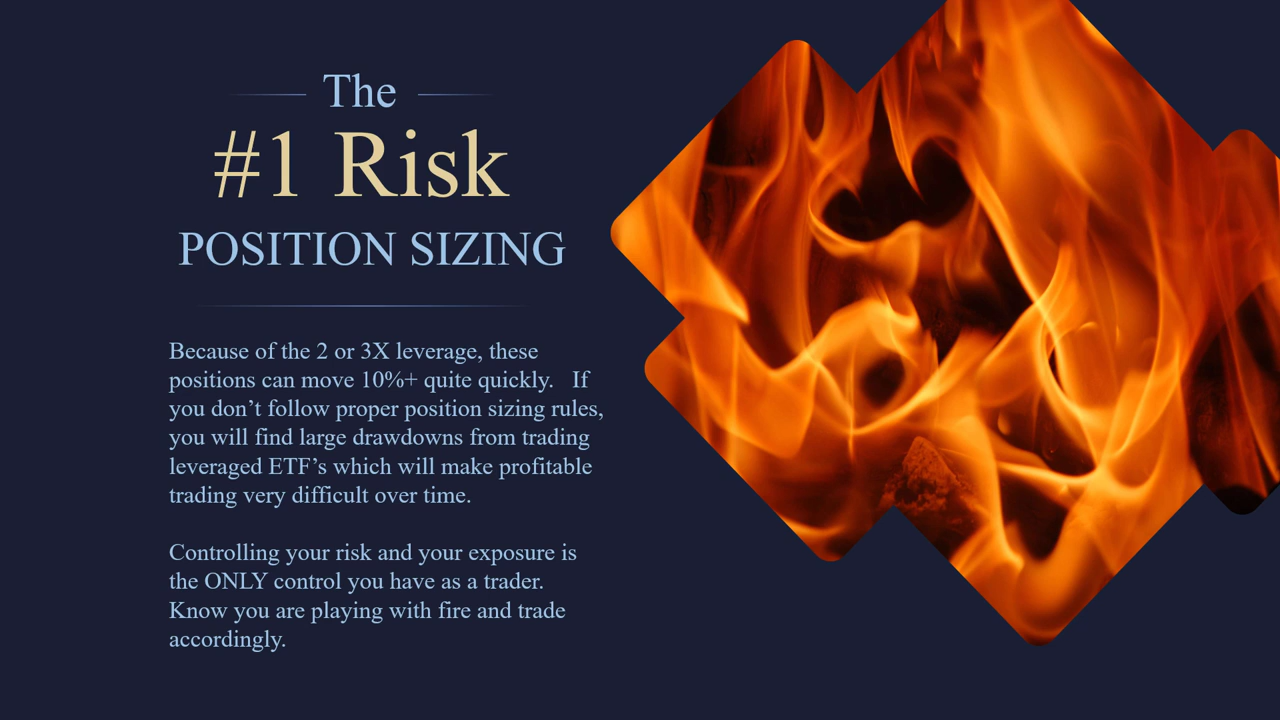 The
#1 Risk
POSITION SIZING
Because of the 2 or 3X leverage, these
positions can move 10%+ quite quickly.   If
you don’t follow proper position sizing rules,
you will find large drawdowns from trading
leveraged ETF’s which will make profitable
trading very difficult over time.
Controlling your risk and your exposure is
the ONLY control you have as a trader.
Know you are playing with fire and trade
accordingly.